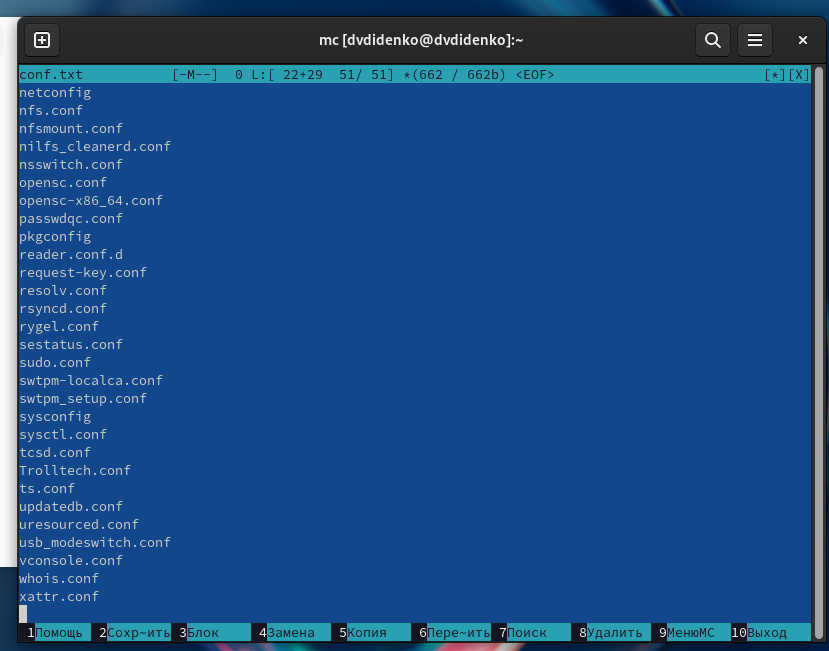 mc [dvdidenko@dvdidenko]:~
conf.txt [-M--] 0 L:[ 22+29 51/ 51] *(662 / 662b) <EOF> [*][X]
netconfig
nfs.conf
nfsmount.conf
nilfs_cleanerd.conf
nsswitch.conf
opensc.conf
opensc-x86_64.conf
passwdqc.conf
pkgconfig
reader.conf.d
request-key.conf
resolv.conf
rsyncd.conf
rygel.conf
sestatus.conf
sudo.conf
swtpm-localca.conf
swtpm_setup.conf
sysconfig
sysctl.conf
tcsd.conf
Trolltech.conf
ts.conf
updatedb.conf
uresourced.conf
usb_modeswitch.conf
vconsole.conf
whois.conf
xattr.conf
1Помощь 2Сохр~ить 3Блок 4Замена 5Копия 6Пере~ить 7Поиск 8Удалить 9МенюMC 10Выход